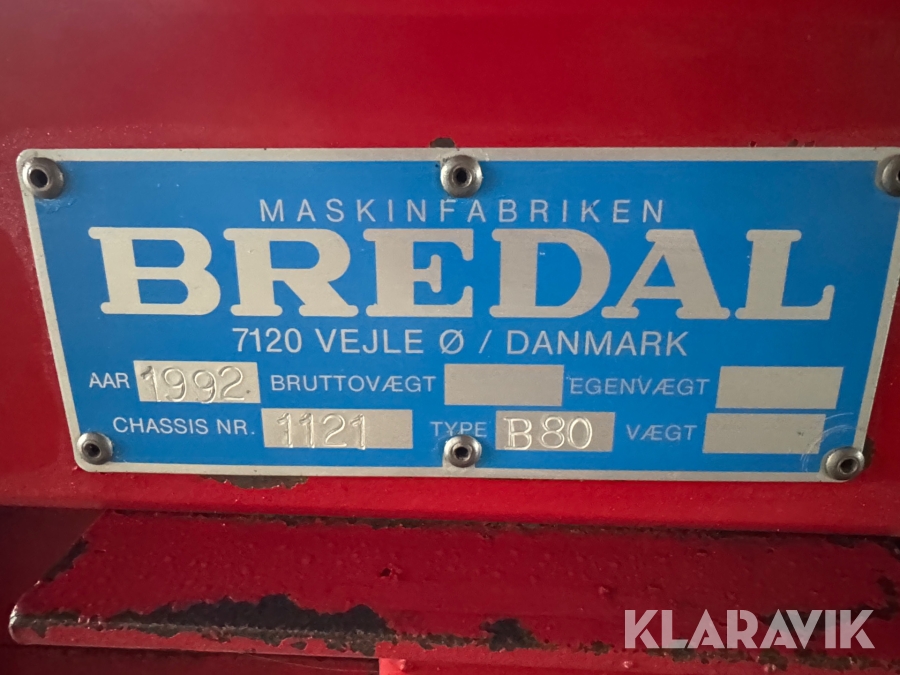 MASKINFABRIKEN
BREDAL
7120 VEJLE Ø / DANMARK
AAR 1992 BRUTTOVÆGT EGENVÆGT
CHASSIS NR. 1121 TYPE B80 VÆGT
KLARAVIK